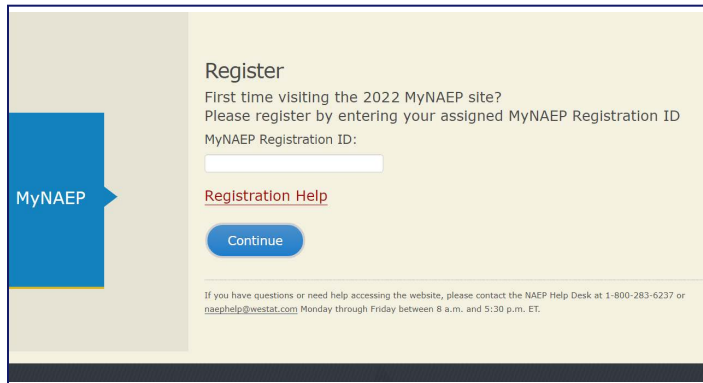 Register
First time visiting the 2022 MyNAEP site?
Please register by entering your assigned MyNAEP Registration ID
MyNAEP Registration ID:
MyNAEP
Registration Help
Continue
If you have questions or need help accessing the website, please contact the NAEP Help Desk at 1-800-283-6237 or
naephelp@westat.com Monday through Friday between 8 a.m. and 5:30 p.m. ET.